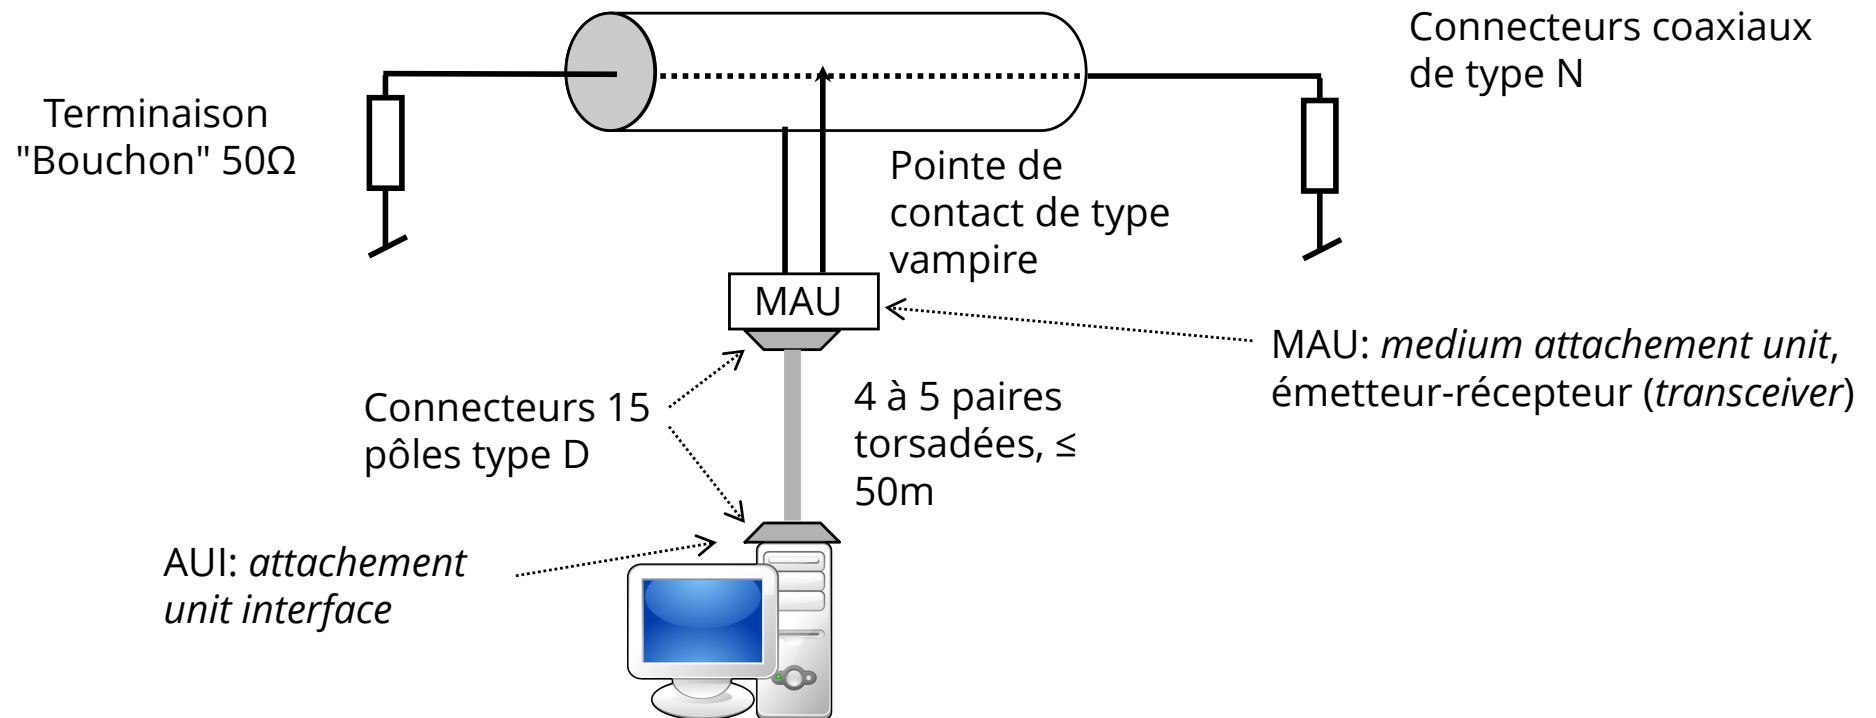 Connecteurs coaxiaux
de type N
Terminaison
"Bouchon" 50Ω
Pointe de
contact de type
vampire
MAU
MAU: medium attachement unit,
émetteur-récepteur (transceiver)
Connecteurs 15
pôles type D
4 à 5 paires
torsadées, ≤
50m
AUI: attachement
unit interface